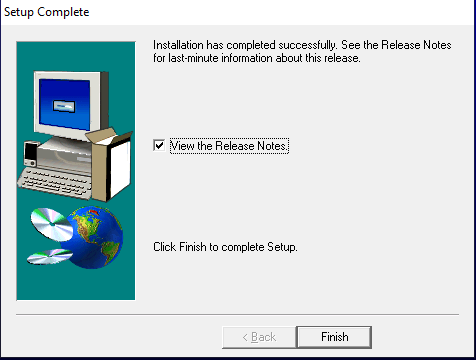 Setup Complete
Installation has completed successfully. See the Release Notes
for last-minute information about this release.
View the Release Notes.
Click Finish to complete Setup.
< Back
Finish